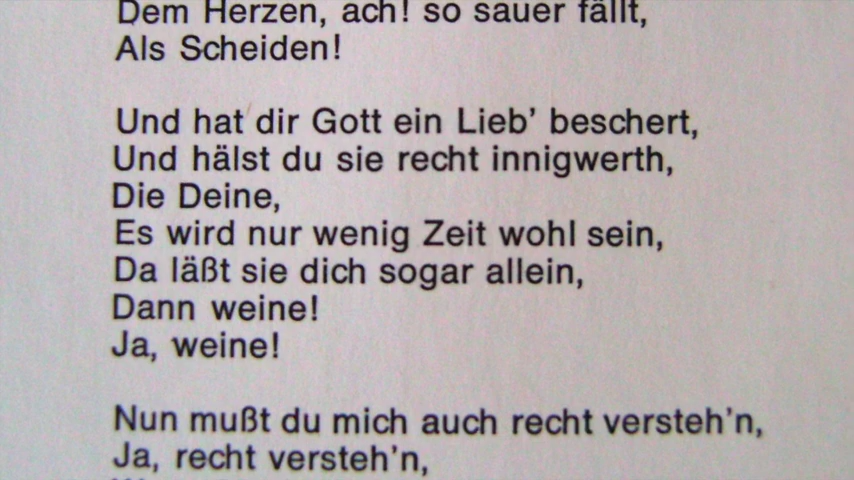 Dem Herzen, ach! so sauer fällt,
Als Scheiden!
Und hat dir Gott ein Lieb' beschert,
Und hälst du sie recht innigwerth,
Die Deine,
Es wird nur wenig Zeit wohl sein,
Da läßt sie dich sogar allein,
Dann weine!
Ja, weine!
Nun mußt du mich auch recht versteh'n,
Ja, recht versteh'n,